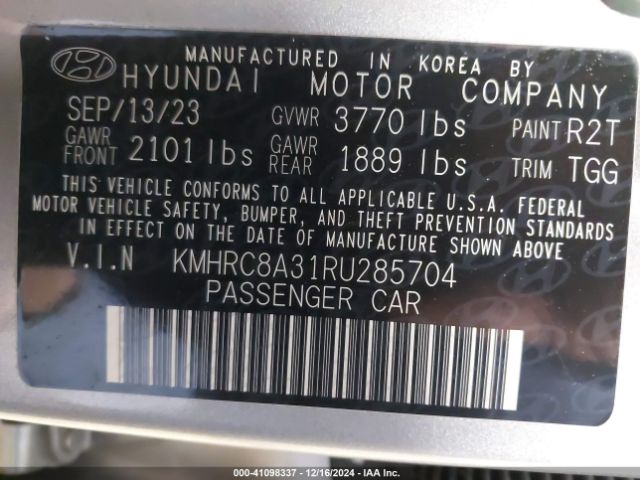 MANUFACTURED IN KOREA BY
HYUNDAI MOTOR COMPANY
SEP/13/23 GVWR 3770 lbs PAINT R2T
GAWR FRONT 2101 lbs GAWR REAR 1889 lbs TRIM TGG
THIS VEHICLE CONFORMS TO ALL APPLICABLE U.S.A. FEDERAL
MOTOR VEHICLE SAFETY, BUMPER, AND THEFT PREVENTION STANDARDS
IN EFFECT ON THE DATE OF MANUFACTURE SHOWN ABOVE
V.I.N KMHRC8A31RU285704
PASSENGER CAR
000-41098337 - 12/16/2024 - IAA Inc.